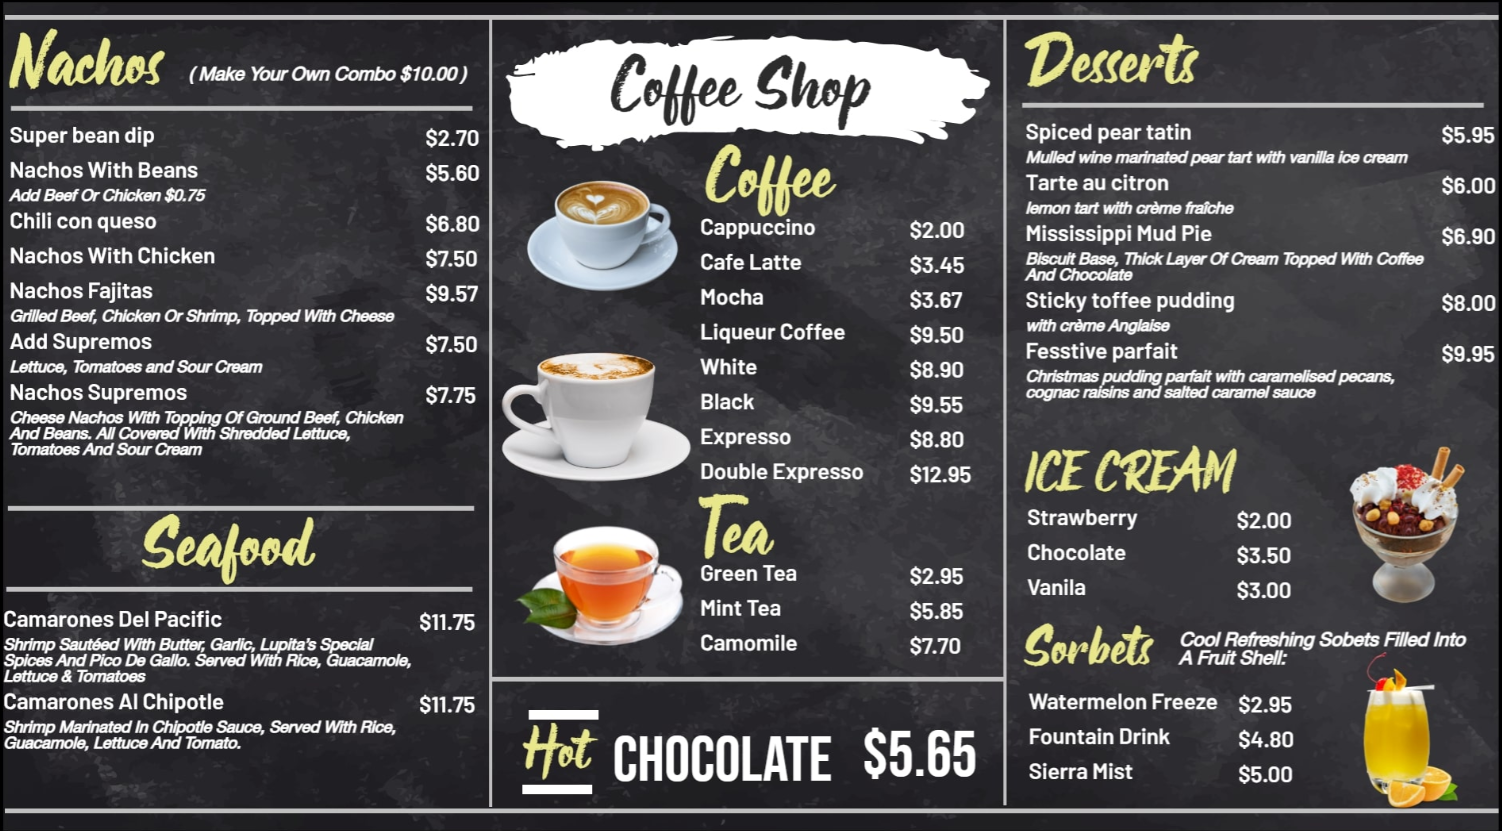 Nachos
( Make Your Own Combo $10.00 )
Super bean dip $2.70
Nachos With Beans $5.60
Add Beef Or Chicken $0.75
Chili con queso $6.80
Nachos With Chicken $7.50
Nachos Fajitas $9.57
Grilled Beef, Chicken Or Shrimp, Topped With Cheese
Add Supremos $7.50
Lettuce, Tomatoes and Sour Cream
Nachos Supremos $7.75
Cheese Nachos With Topping Of Ground Beef, Chicken
And Beans. All Covered With Shredded Lettuce,
Tomatoes And Sour Cream
Seafood
Camarones Del Pacific $11.75
Shrimp Sautéed With Butter, Garlic, Lupita's Special
Spices And Pico De Gallo. Served With Rice, Guacamole,
Lettuce & Tomatoes
Camarones Al Chipotle $11.75
Shrimp Marinated In Chipotle Sauce, Served With Rice,
Guacamole, Lettuce And Tomato.
Coffee Shop
Coffee
Cappuccino $2.00
Cafe Latte $3.45
Mocha $3.67
Liqueur Coffee $9.50
White $8.90
Black $9.55
Expresso $8.80
Double Expresso $12.95
Tea
Green Tea $2.95
Mint Tea $5.85
Camomile $7.70
Hot CHOCOLATE $5.65
Desserts
Spiced pear tatin $5.95
Mulled wine marinated pear tart with vanilla ice cream
Tarte au citron $6.00
lemon tart with crème fraîche
Mississippi Mud Pie $6.90
Biscuit Base, Thick Layer Of Cream Topped With Coffee
And Chocolate
Sticky toffee pudding $8.00
with crème Anglaise
Fesstive parfait $9.95
Christmas pudding parfait with caramelised pecans,
cognac raisins and salted caramel sauce
ICE CREAM
Strawberry $2.00
Chocolate $3.50
Vanila $3.00
Sorbets
Cool Refreshing Sobets Filled Into
A Fruit Shell:
Watermelon Freeze $2.95
Fountain Drink $4.80
Sierra Mist $5.00